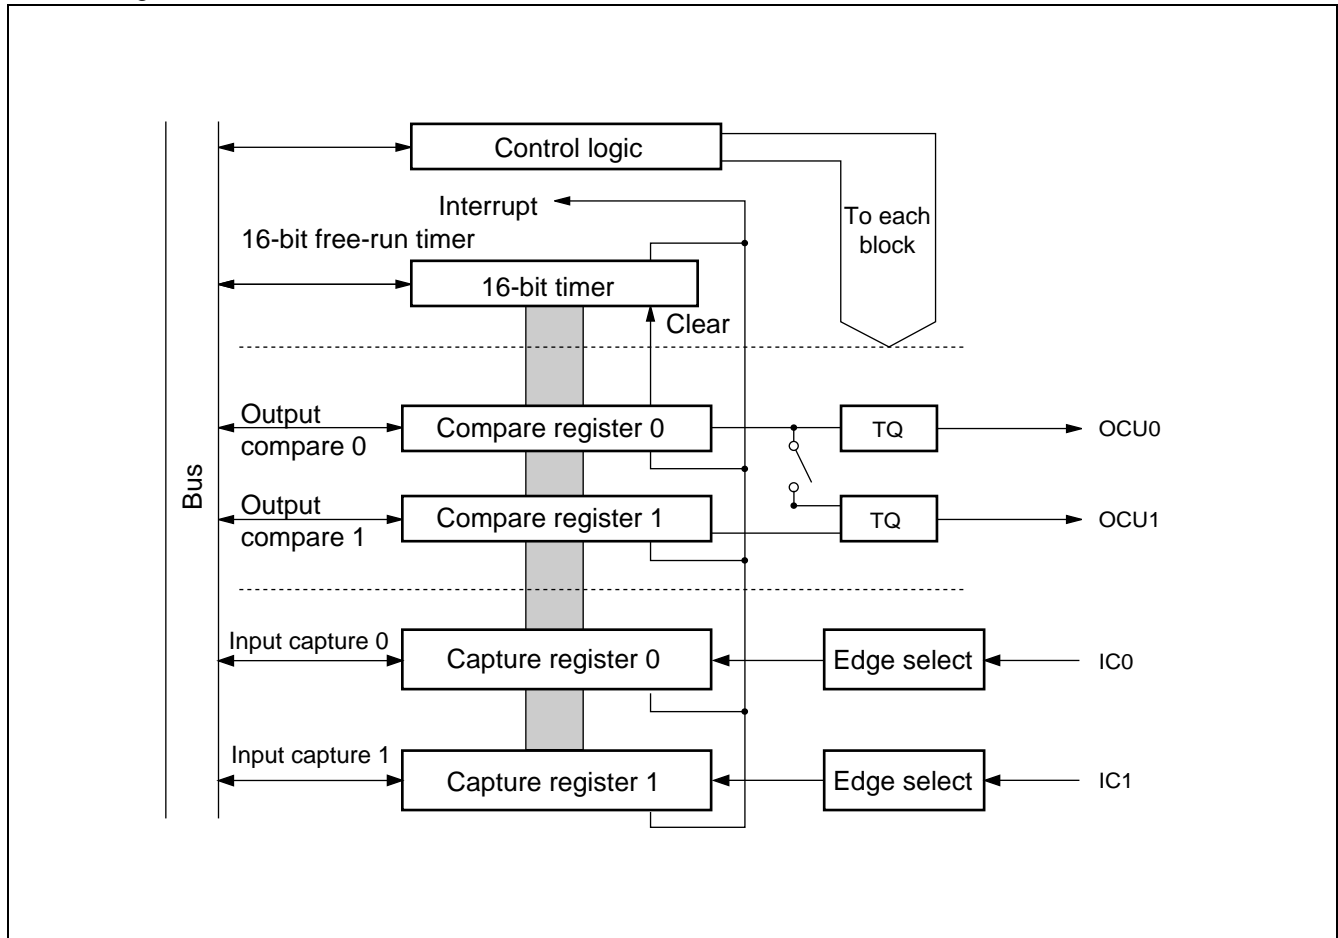 Control logic
Interrupt
To each
block
16-bit free-run timer
16-bit timer
Clear
Output
compare 0
Compare register 0
TQ
OCU0
Bus
Output
compare 1
Compare register 1
TQ
OCU1
Input capture 0
Capture register 0
Edge select
IC0
Input capture 1
Capture register 1
Edge select
IC1